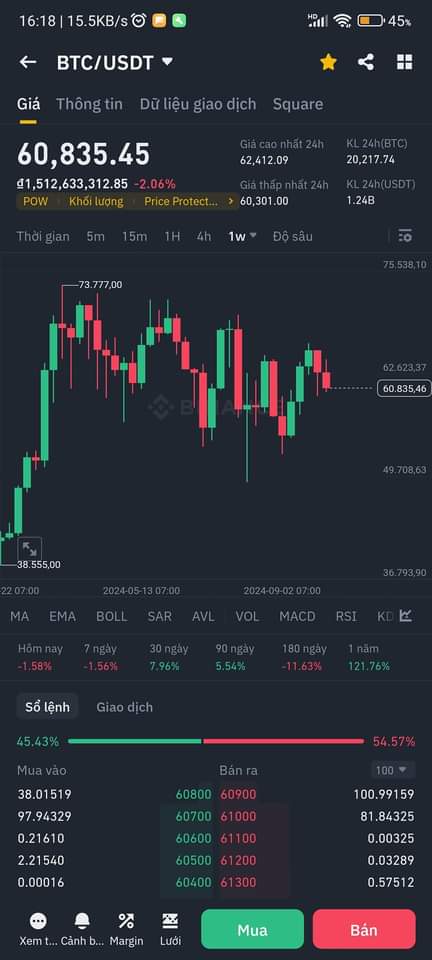 16:18 | 15.5KB/s HD 45%
BTC/USDT
Giá Thông tin Dữ liệu giao dịch Square
60,835.45
₫1,512,633,312.85 -2.06%
POW Khối lượng Price Protect...
Giá cao nhất 24h KL 24h(BTC)
62,412.09 20,217.74
Giá thấp nhất 24h KL 24h(USDT)
60,301.00 1.24B
Thời gian 5m 15m 1H 4h 1w Độ sâu
75.538,10
73.777,00
62.623,37
60.835,46
BINANCE
49.708,63
38.555,00
36.793,90
-22 07:00 2024-05-13 07:00 2024-09-02 07:00
MA EMA BOLL SAR AVL VOL MACD RSI KD
Hôm nay 7 ngày 30 ngày 90 ngày 180 ngày 1 năm
-1.58% -1.56% 7.96% 5.54% -11.63% 121.76%
Sổ lệnh Giao dịch
45.43% 54.57%
Mua vào Bán ra 100
38.01519 60800 60900 100.99159
97.94329 60700 61000 81.84325
0.21610 60600 61100 0.00325
2.21540 60500 61200 0.03289
0.00016 60400 61300 0.57512
Xem t... Cảnh b... Margin Lưới Mua Bán